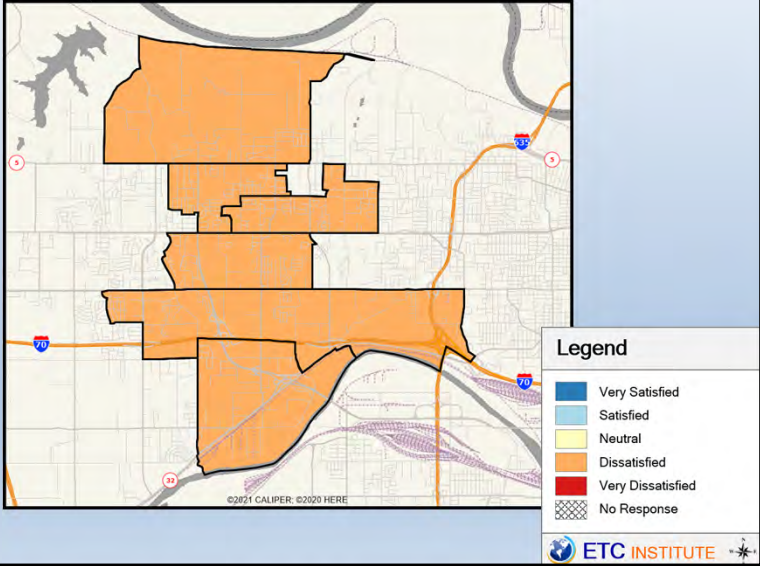 635
5
5
70
70
32
©2021 CALIPER; ©2020 HERE
Legend
Very Satisfied
Satisfied
Neutral
Dissatisfied
Very Dissatisfied
No Response
ETC INSTITUTE